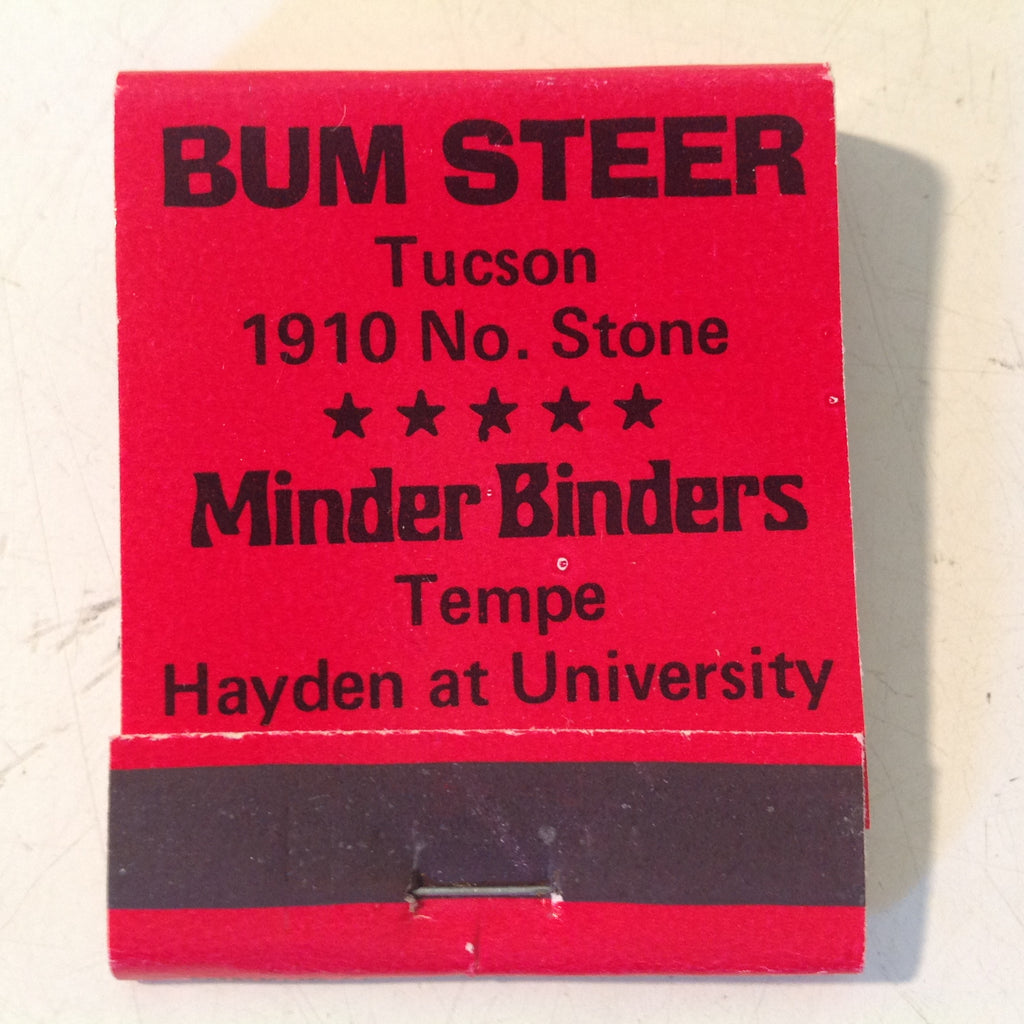 BUM STEER
Tucson
1910 No. Stone
Minder Binders
Tempe
Hayden at University